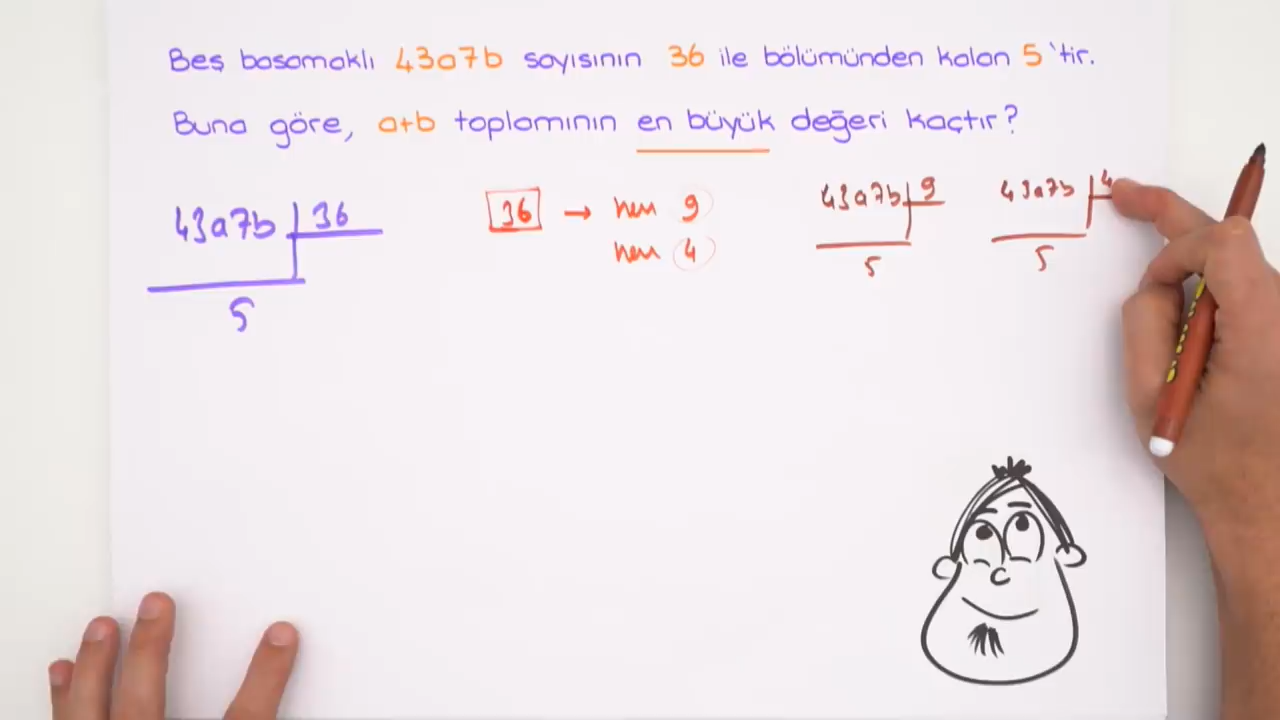 Beş basamaklı 43a7b sayısının 36 ile bölümünden kalan 5'tir.
Buna göre, a+b toplamının en büyük değeri kaçtır?
43a7b 36
5
36 → hem 9
hem 4
43a7b 9
5
43a7b 4
5